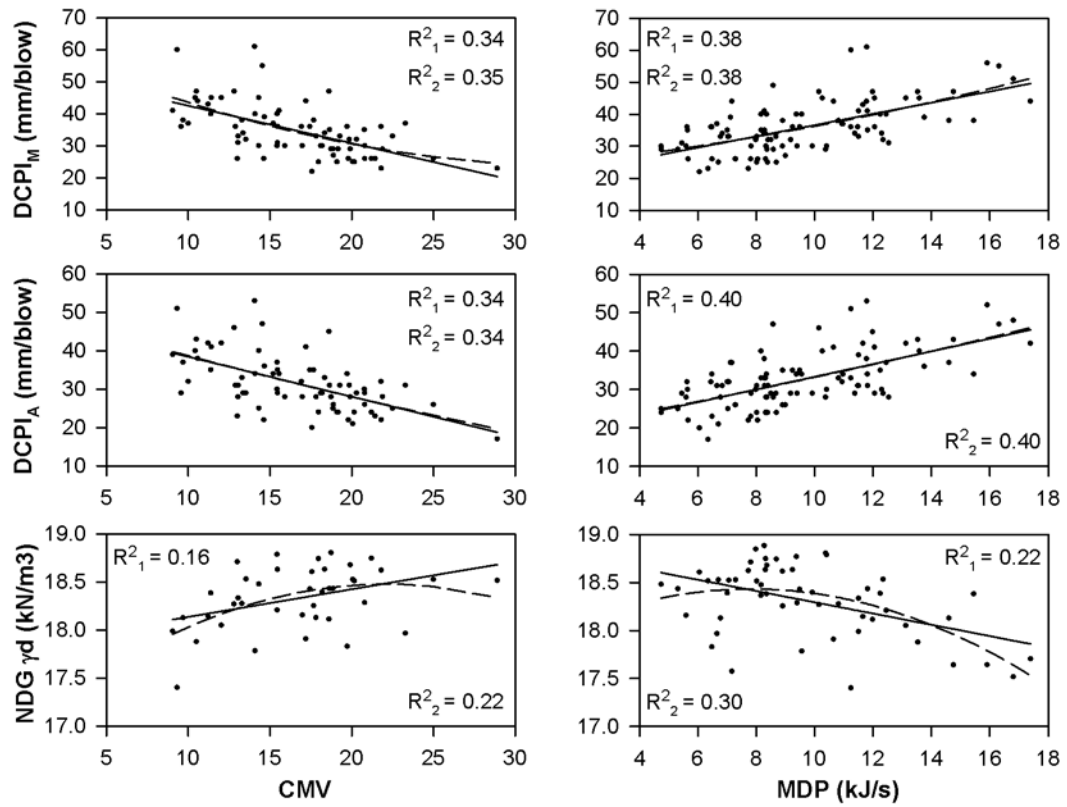 70
60
50
40
30
20
10
DCPI_M (mm/blow)
R²₁ = 0.34
R²₂ = 0.35
5 10 15 20 25 30
70
60
50
40
30
20
10
R²₁ = 0.38
R²₂ = 0.38
4 6 8 10 12 14 16 18
60
50
40
30
20
10
DCPI_A (mm/blow)
R²₁ = 0.34
R²₂ = 0.34
5 10 15 20 25 30
60
50
40
30
20
10
R²₁ = 0.40
R²₂ = 0.40
4 6 8 10 12 14 16 18
19.0
18.5
18.0
17.5
17.0
NDG γd (kN/m3)
R²₁ = 0.16
R²₂ = 0.22
5 10 15 20 25 30
CMV
19.0
18.5
18.0
17.5
17.0
R²₁ = 0.22
R²₂ = 0.30
4 6 8 10 12 14 16 18
MDP (kJ/s)